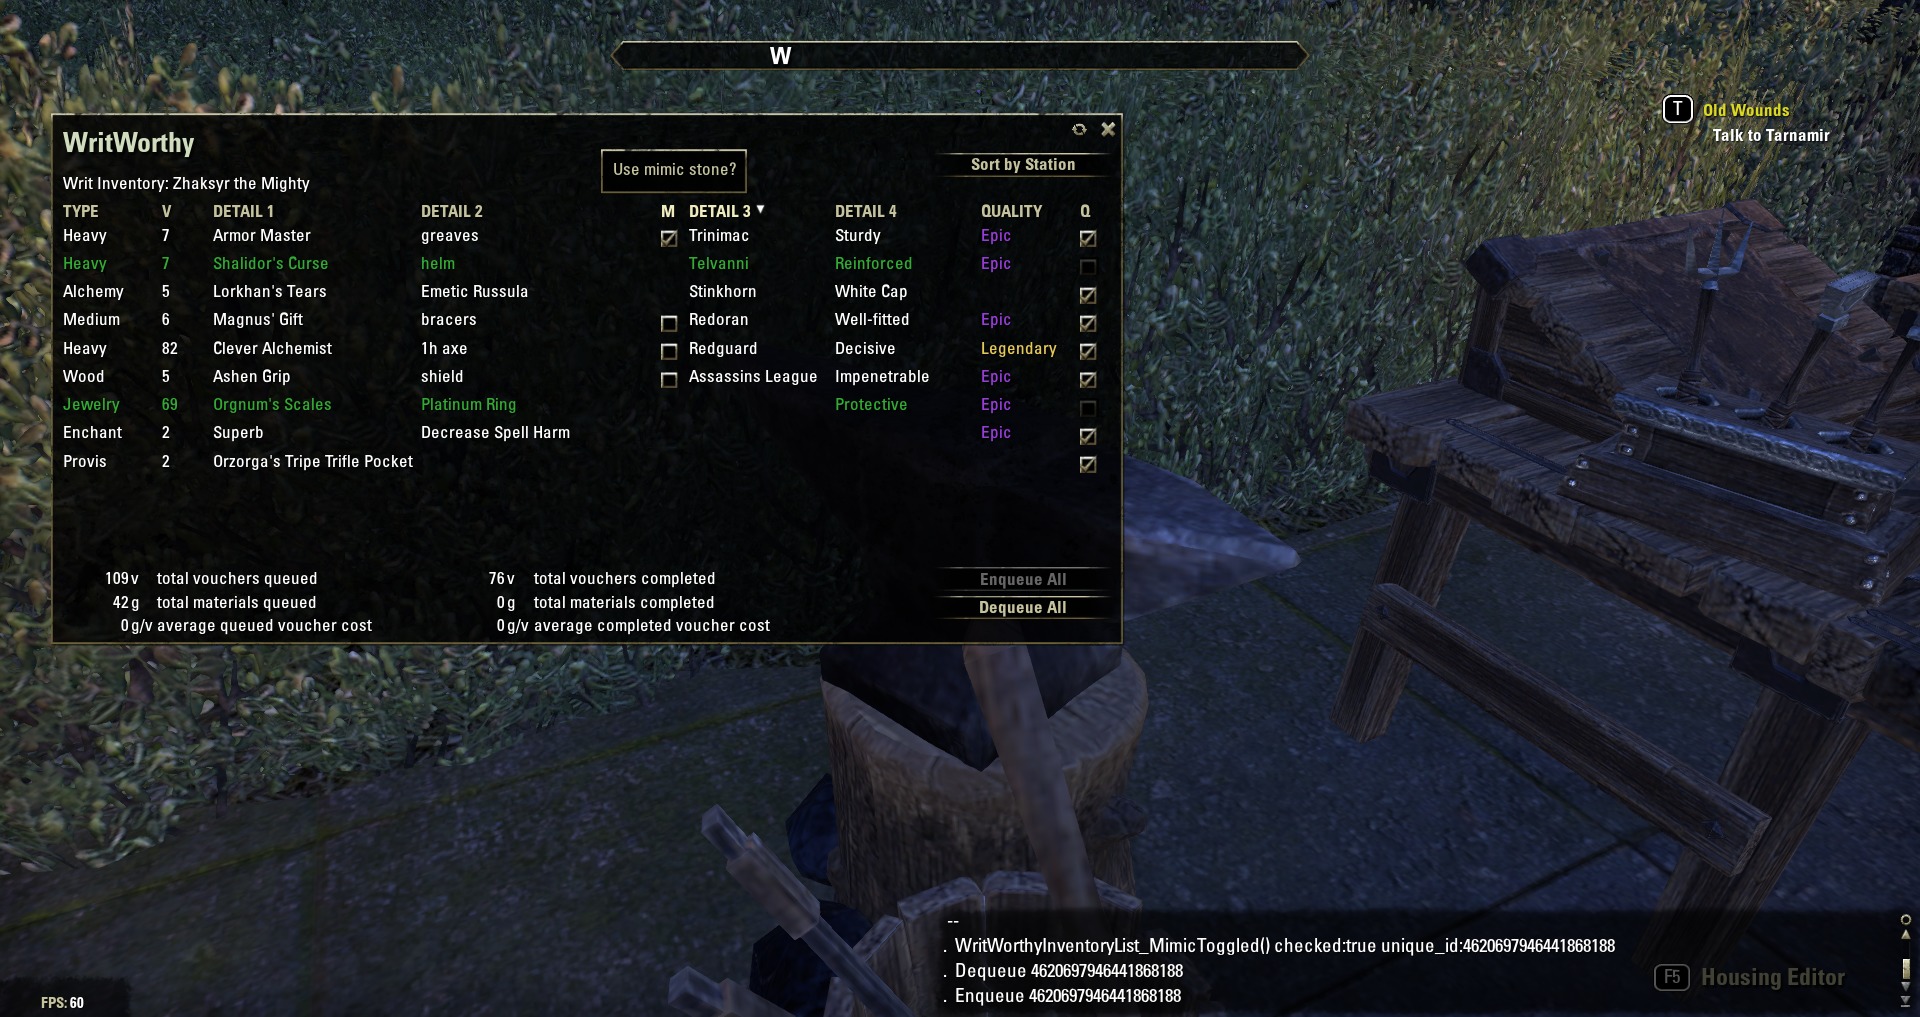 W
T Old Wounds
Talk to Tarnamir
WritWorthy
Use mimic stone?
Sort by Station
Writ Inventory: Zhaksyr the Mighty
TYPE V DETAIL 1 DETAIL 2 M DETAIL 3 ▼ DETAIL 4 QUALITY Q
Heavy 7 Armor Master greaves Trinimac Sturdy Epic
Heavy 7 Shalidor's Curse helm Telvanni Reinforced Epic
Alchemy 5 Lorkhan's Tears Emetic Russula Stinkhorn White Cap
Medium 6 Magnus' Gift bracers Redoran Well-fitted Epic
Heavy 82 Clever Alchemist 1h axe Redguard Decisive Legendary
Wood 5 Ashen Grip shield Assassins League Impenetrable Epic
Jewelry 69 Orgnum's Scales Platinum Ring Protective Epic
Enchant 2 Superb Decrease Spell Harm Epic
Provis 2 Orzorga's Tripe Trifle Pocket
109v total vouchers queued 76v total vouchers completed Enqueue All
42g total materials queued 0g total materials completed Dequeue All
0g/v average queued voucher cost 0g/v average completed voucher cost
--
. WritWorthyInventoryList_MimicToggled() checked:true unique_id:4620697946441868188
. Dequeue 4620697946441868188
. Enqueue 4620697946441868188
F5 Housing Editor
FPS: 60